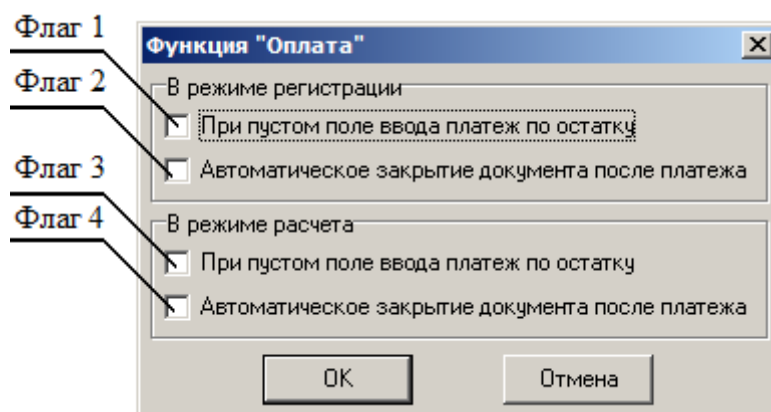 Флаг 1
Функция "Оплата"
Флаг 2
В режиме регистрации
При пустом поле ввода платеж по остатку
Флаг 3
Автоматическое закрытие документа после платежа
Флаг 4
В режиме расчета
При пустом поле ввода платеж по остатку
Автоматическое закрытие документа после платежа
OK
Отмена